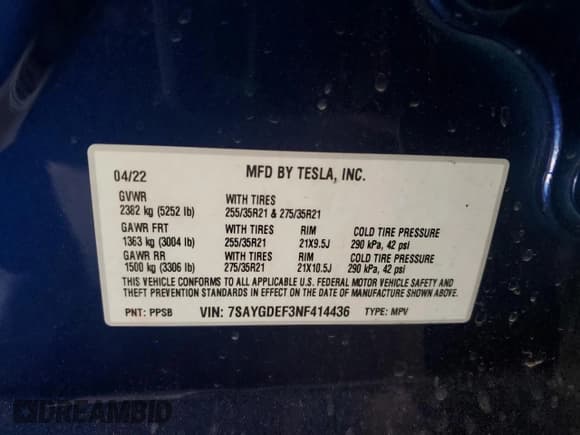 04/22 MFD BY TESLA, INC.
GVWR WITH TIRES
2382 kg (5252 lb) 255/35R21 & 275/35R21
GAWR FRT WITH TIRES RIM COLD TIRE PRESSURE
1363 kg (3004 lb) 255/35R21 21X9.5J 290 kPa, 42 psi
GAWR RR WITH TIRES RIM COLD TIRE PRESSURE
1500 kg (3306 lb) 275/35R21 21X10.5J 290 kPa, 42 psi
THIS VEHICLE CONFORMS TO ALL APPLICABLE U.S. FEDERAL MOTOR VEHICLE SAFETY AND
THEFT PREVENTION STANDARDS IN EFFECT ON THE DATE OF MANUFACTURE SHOWN ABOVE.
PNT: PPSB VIN: 7SAYGDEF3NF414436 TYPE: MPV
DREAMBID